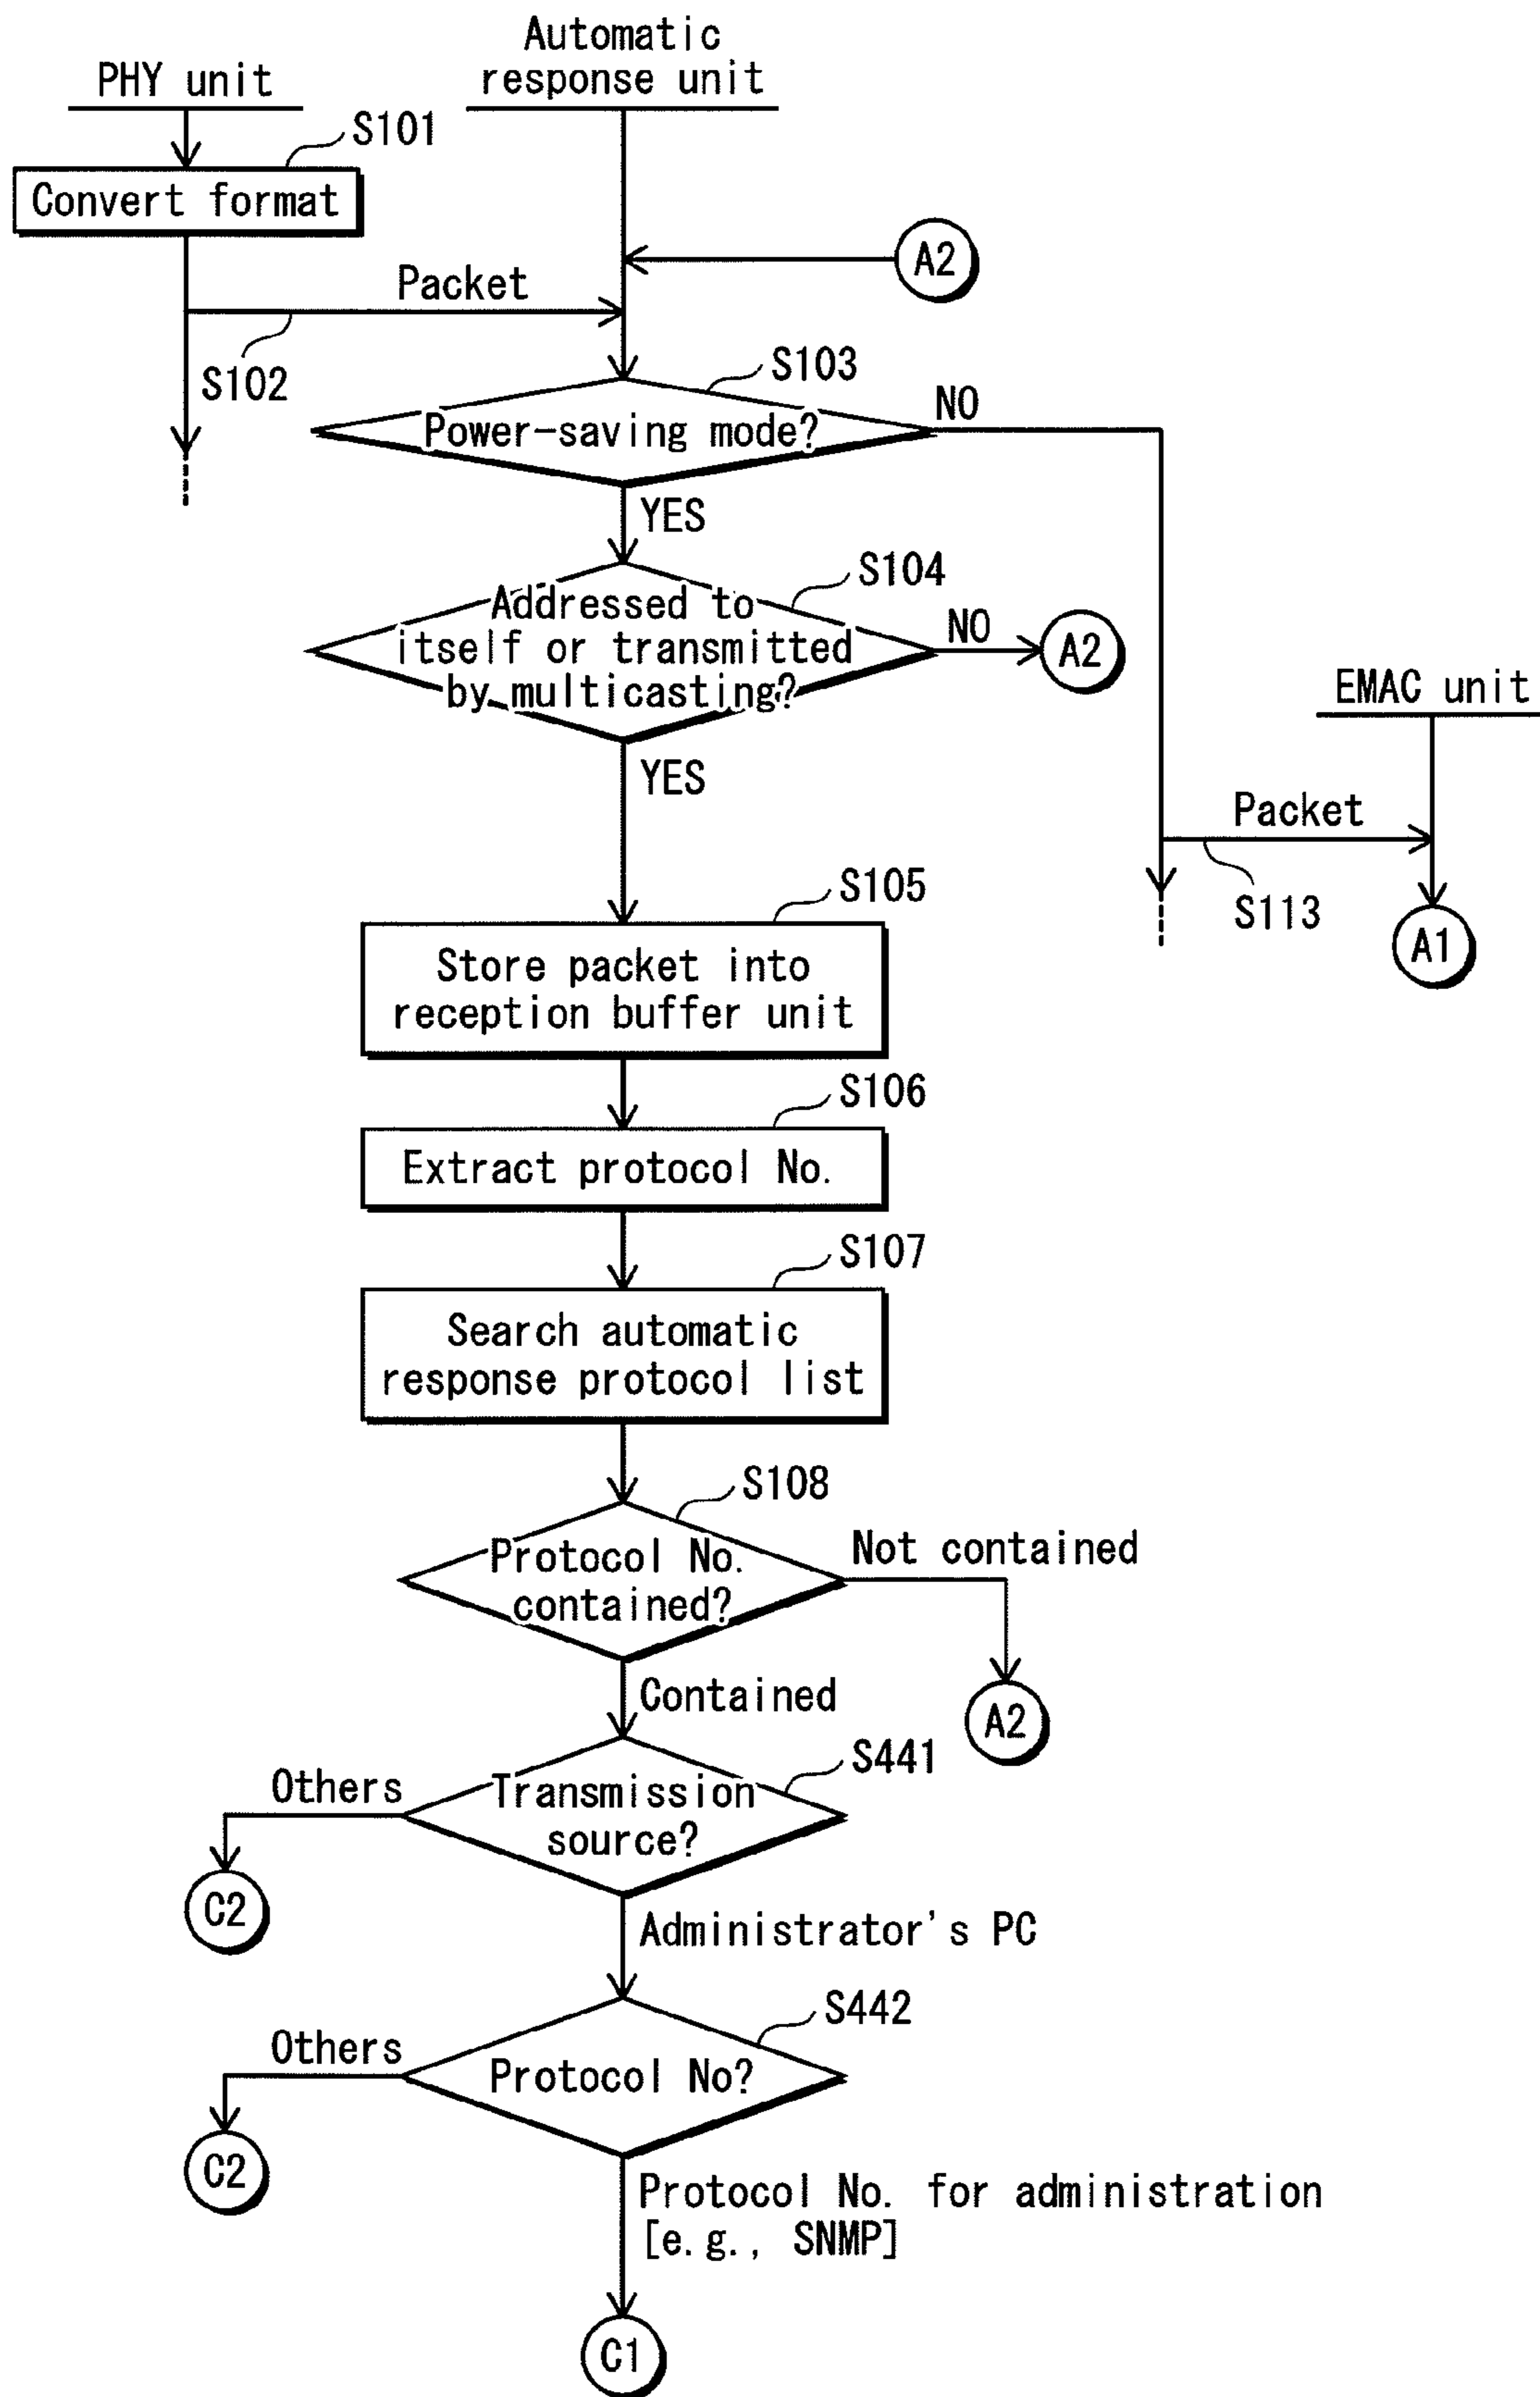 Automatic
response unit
PHY unit
S101
Convert format
A2
Packet
S102
S103
Power-saving mode?
NO
YES
S104
Addressed to
itself or transmitted
by multicasting?
NO
A2
YES
EMAC unit
Packet
S113
A1
S105
Store packet into
reception buffer unit
S106
Extract protocol No.
S107
Search automatic
response protocol list
S108
Protocol No.
contained?
Not contained
A2
Contained
S441
Transmission
source?
Others
C2
Administrator's PC
S442
Protocol No?
Others
C2
Protocol No. for administration
[e.g., SNMP]
C1